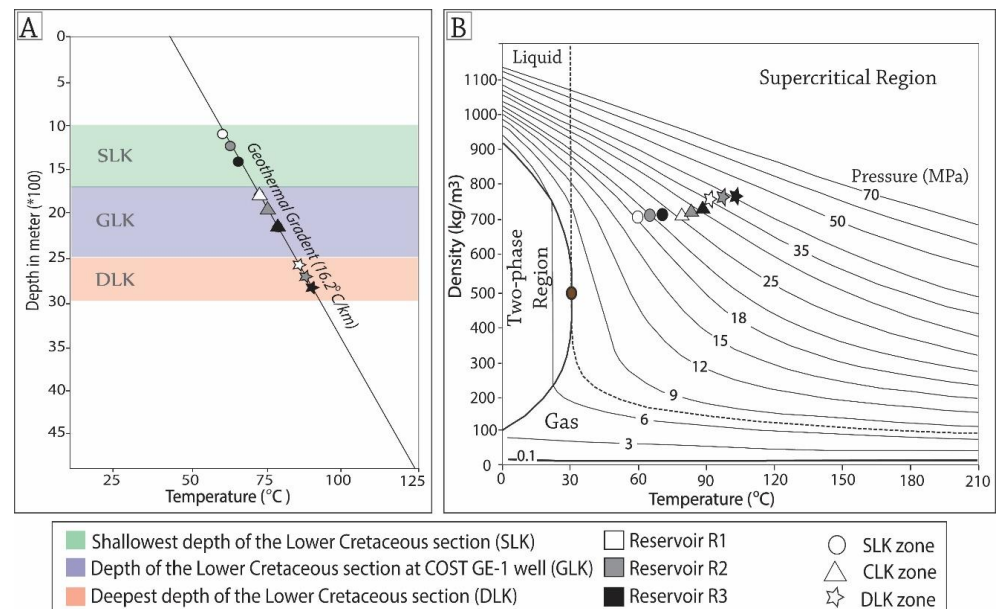 A
0
5
10
15
20
25
30
35
40
45
Depth in meter (*100)
SLK
GLK
DLK
Geothermal Gradent (16.2°C/km)
25
50
75
100
125
Temperature (°C)
B
Liquid
Supercritical Region
Two-phase
Region
Gas
Pressure (MPa)
70
50
35
25
18
15
12
9
6
3
0.1
1100
1000
900
800
700
600
500
400
300
200
100
0
Density (kg/m3)
0
30
60
90
120
150
180
210
Temperature (°C)
Shallowest depth of the Lower Cretaceous section (SLK)
Depth of the Lower Cretaceous section at COST GE-1 well (GLK)
Deepest depth of the Lower Cretaceous section (DLK)
Reservoir R1
Reservoir R2
Reservoir R3
SLK zone
CLK zone
DLK zone